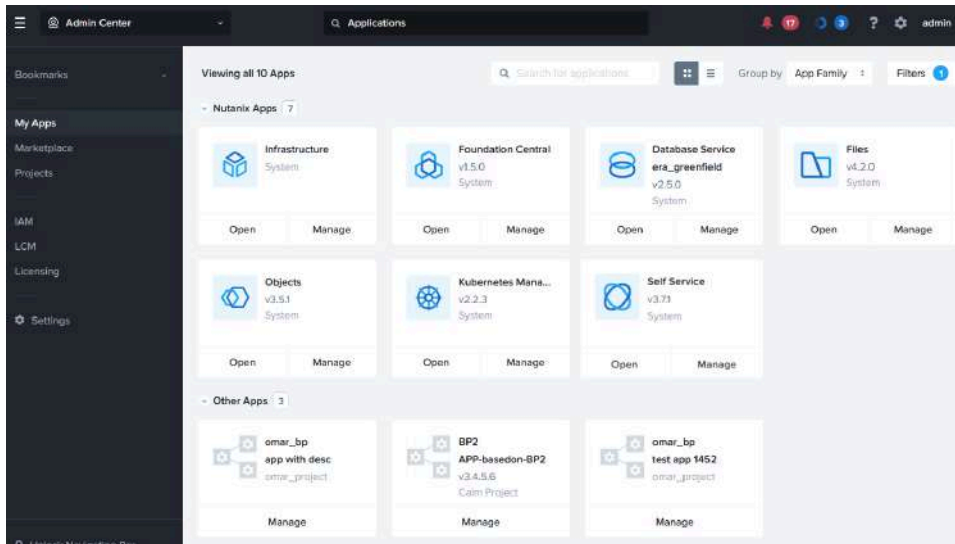 Admin Center
Applications
17
3
?
admin
Bookmarks
My Apps
Marketplace
Projects
IAM
LCM
Licensing
Settings
Viewing all 10 Apps
Search for applications
Group by
App Family
Filters
1
Nutanix Apps 7
Infrastructure
System
Open Manage
Foundation Central
v1.5.0
System
Open Manage
Database Service
era_greenfield
v2.5.0
System
Open Manage
Files
v4.2.0
System
Open Manage
Objects
v3.5.1
System
Open Manage
Kubernetes Mana...
v2.2.3
System
Open Manage
Self Service
v3.7.1
System
Open Manage
Other Apps 3
omar_bp
app with desc
omar_project
Manage
BP2
APP-basedon-BP2
v3.4.5.6
Calm Project
Manage
omar_bp
test app 1452
omar_project
Manage